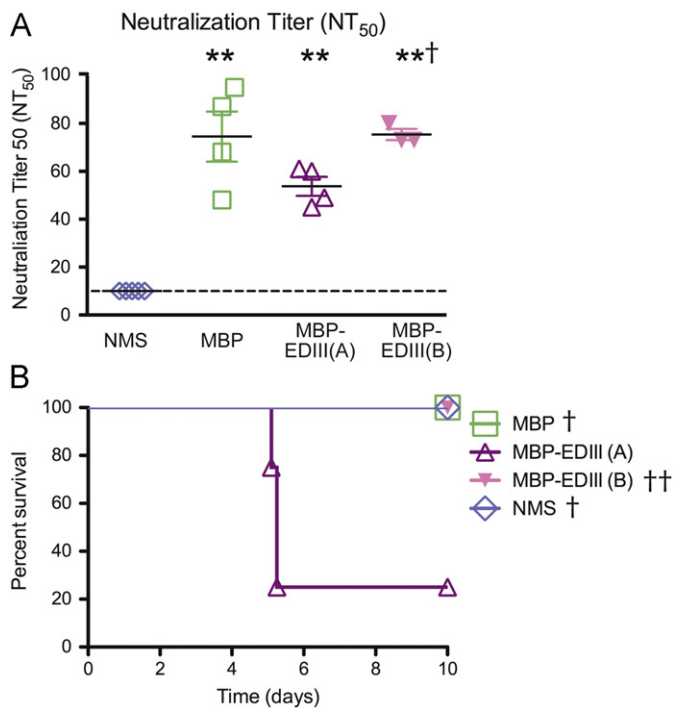 A
Neutralization Titer (NT50)
** ** **†
Neutraliation Titer 50 (NT50)
100
80
60
40
20
0
NMS MBP MBP-EDIII(A) MBP-EDIII(B)
B
Percent survival
100
80
60
40
20
0
0 2 4 6 8 10
Time (days)
MBP †
MBP-EDIII (A)
MBP-EDIII (B) ††
NMS †